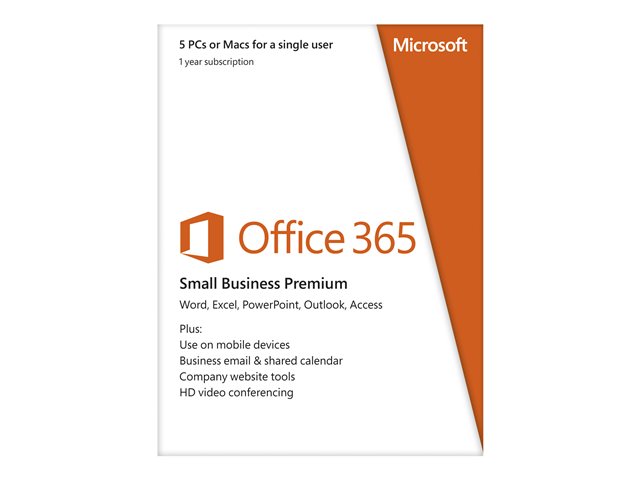 5 PCs or Macs for a single user
Microsoft
1 year subscription
Office 365
Small Business Premium
Word, Excel, PowerPoint, Outlook, Access
Plus:
Use on mobile devices
Business email & shared calendar
Company website tools
HD video conferencing